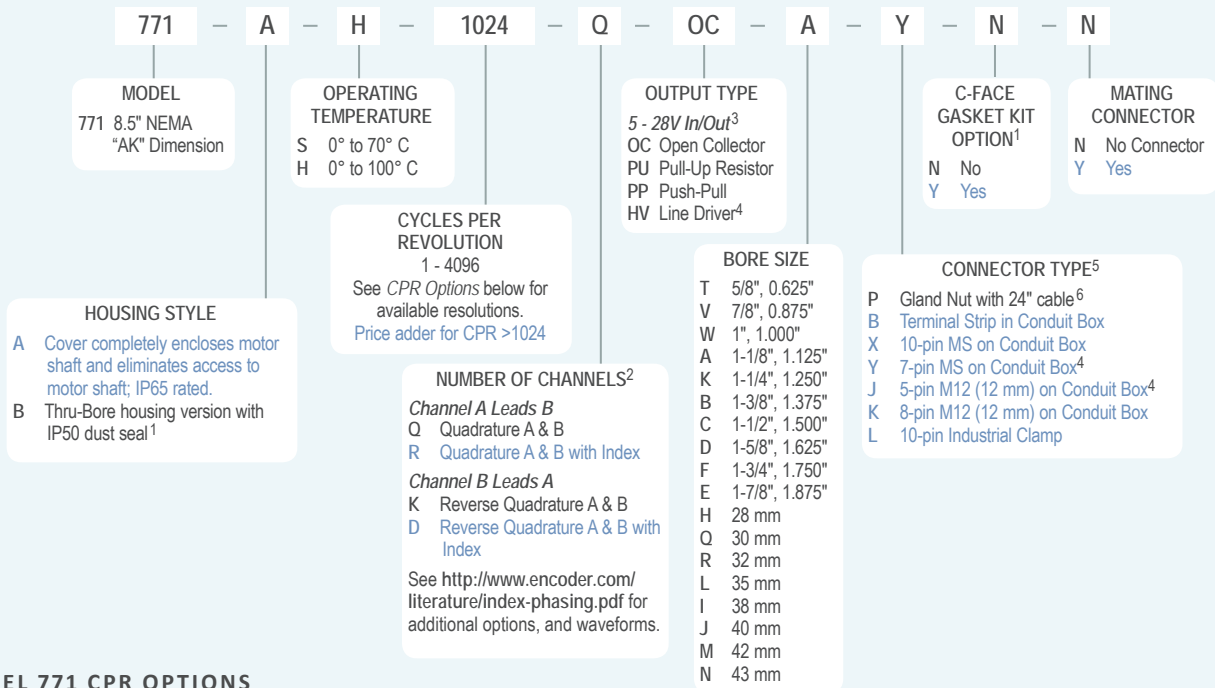 771 – A – H – 1024 – Q – OC – A – Y – N – N
MODEL
771 8.5" NEMA
"AK" Dimension
OPERATING
TEMPERATURE
S 0° to 70° C
H 0° to 100° C
OUTPUT TYPE
5 - 28V In/Out3
OC Open Collector
PU Pull-Up Resistor
PP Push-Pull
HV Line Driver4
C-FACE
GASKET KIT
OPTION1
N No
Y Yes
MATING
CONNECTOR
N No Connector
Y Yes
CYCLES PER
REVOLUTION
1 - 4096
See CPR Options below for
available resolutions.
Price adder for CPR >1024
HOUSING STYLE
A Cover completely encloses motor
shaft and eliminates access to
motor shaft; IP65 rated.
B Thru-Bore housing version with
IP50 dust seal1
NUMBER OF CHANNELS2
Channel A Leads B
Q Quadrature A & B
R Quadrature A & B with Index
Channel B Leads A
K Reverse Quadrature A & B
D Reverse Quadrature A & B with
Index
See http://www.encoder.com/
literature/index-phasing.pdf for
additional options, and waveforms.
BORE SIZE
T 5/8", 0.625"
V 7/8", 0.875"
W 1", 1.000"
A 1-1/8", 1.125"
K 1-1/4", 1.250"
B 1-3/8", 1.375"
C 1-1/2", 1.500"
D 1-5/8", 1.625"
F 1-3/4", 1.750"
E 1-7/8", 1.875"
H 28 mm
Q 30 mm
R 32 mm
L 35 mm
I 38 mm
J 40 mm
M 42 mm
N 43 mm
CONNECTOR TYPE5
P Gland Nut with 24" cable6
B Terminal Strip in Conduit Box
X 10-pin MS on Conduit Box
Y 7-pin MS on Conduit Box4
J 5-pin M12 (12 mm) on Conduit Box4
K 8-pin M12 (12 mm) on Conduit Box
L 10-pin Industrial Clamp
EL 771 CPR OPTIONS